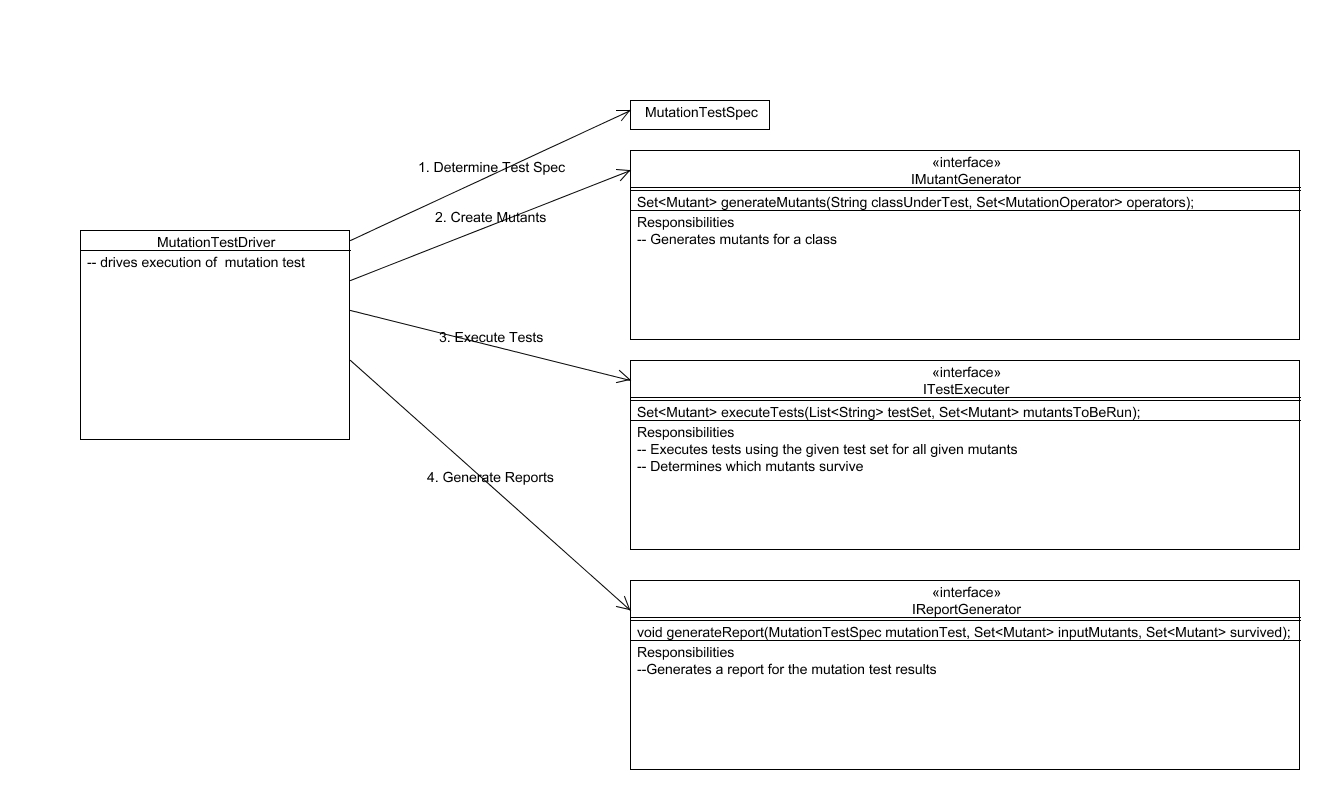 MutationTestSpec
1. Determine Test Spec
«interface»
IMutantGenerator
2. Create Mutants
Set<Mutant> generateMutants(String classUnderTest, Set<MutationOperator> operators);
Responsibilities
-- Generates mutants for a class
MutationTestDriver
-- drives execution of  mutation test
3. Execute Tests
«interface»
ITestExecuter
Set<Mutant> executeTests(List<String> testSet, Set<Mutant> mutantsToBeRun);
Responsibilities
-- Executes tests using the given test set for all given mutants
-- Determines which mutants survive
4. Generate Reports
«interface»
IReportGenerator
void generateReport(MutationTestSpec mutationTest, Set<Mutant> inputMutants, Set<Mutant> survived);
Responsibilities
--Generates a report for the mutation test results